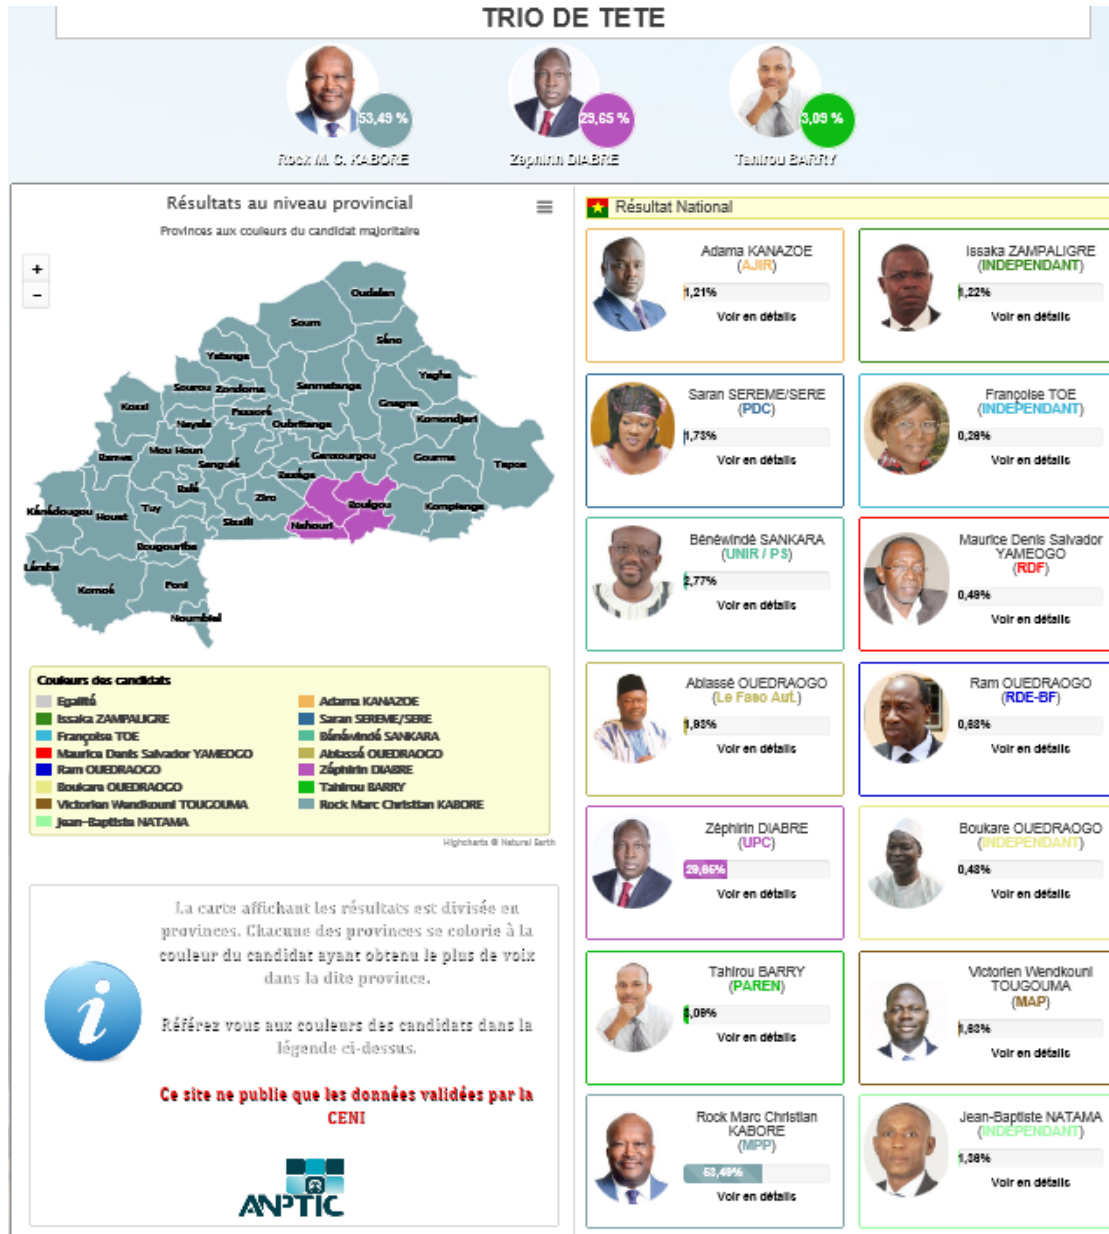 TRIO DE TETE
53,49 %
29,65 %
3,09 %
Rock M. C. KABORE
Zéphirin DIABRE
Tahirou BARRY
Résultats au niveau provincial
Provinces aux couleurs du candidat majoritaire
+
−
Oudalan
Soum
Séno
Yatenga
Yagha
Sourou
Zondoma
Sanmatenga
Gnagna
Kossi
Passoré
Komondjari
Nayala
Oubritenga
Mou Houn
Ganzourgou
Gourma
Banwa
Sanguié
Tapoa
Bazéga
Balé
Ziro
Boulgou
Kompienga
Kénédougou
Houet
Tuy
Sissili
Nahouri
Bougouriba
Léraba
Comoé
Poni
Noumbiel
Couleurs des candidats
Egalité
Issaka ZAMPALIGRE
Françoise TOE
Maurice Denis Salvador YAMEOGO
Ram OUEDRAOGO
Boukare OUEDRAOGO
Victorien Wendkouni TOUGOUMA
Jean-Baptiste NATAMA
Adama KANAZOE
Saran SEREME/SERE
Bénéwindé SANKARA
Ablassé OUEDRAOGO
Zéphirin DIABRE
Tahirou BARRY
Rock Marc Christian KABORE
Highcharts © Natural Earth
La carte affichant les résultats est divisée en
provinces. Chacune des provinces se colorie à la
couleur du candidat ayant obtenu le plus de voix
dans la dite province.
Référez vous aux couleurs des candidats dans la
légende ci-dessus.
Ce site ne publie que les données validées par la
CENI
ANPTIC
Résultat National
Adama KANAZOE
(AJIR)
1,21%
Voir en détails
Issaka ZAMPALIGRE
(INDEPENDANT)
1,22%
Voir en détails
Saran SEREME/SERE
(PDC)
1,73%
Voir en détails
Françoise TOE
(INDEPENDANT)
0,28%
Voir en détails
Bénéwindé SANKARA
(UNIR / PS)
2,77%
Voir en détails
Maurice Denis Salvador
YAMEOGO
(RDF)
0,49%
Voir en détails
Ablassé OUEDRAOGO
(Le Faso Aut.)
1,93%
Voir en détails
Ram OUEDRAOGO
(RDE-BF)
0,63%
Voir en détails
Zéphirin DIABRE
(UPC)
29,65%
Voir en détails
Boukare OUEDRAOGO
(INDEPENDANT)
0,43%
Voir en détails
Tahirou BARRY
(PAREN)
3,09%
Voir en détails
Victorien Wendkouni
TOUGOUMA
(MAP)
1,63%
Voir en détails
Rock Marc Christian
KABORE
(MPP)
53,49%
Voir en détails
Jean-Baptiste NATAMA
(INDEPENDANT)
1,38%
Voir en détails